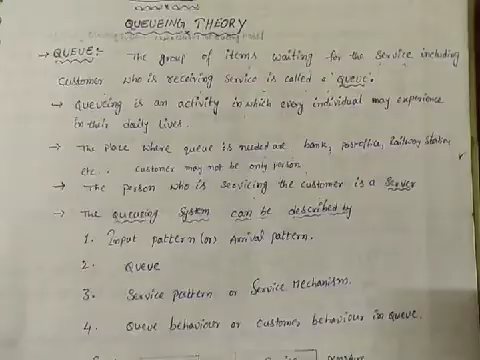 QUEUEING THEORY
→ QUEUE:- The group of items waiting for the service including
customer who is receiving service is called a 'QUEUE'.
→ Queueing is an activity in which every individual may experience
in their daily lives.
→ The place where queue is needed are bank, postoffice, Railway station
etc.. customer may not be only person.
→ The person who is servicing the customer is a Server
→ The queueing system can be described by
1. Input pattern (or) Arrival pattern.
2. Queue
3. Service pattern or Service Mechanism.
4. Queue behaviour or customer behaviour in queue.